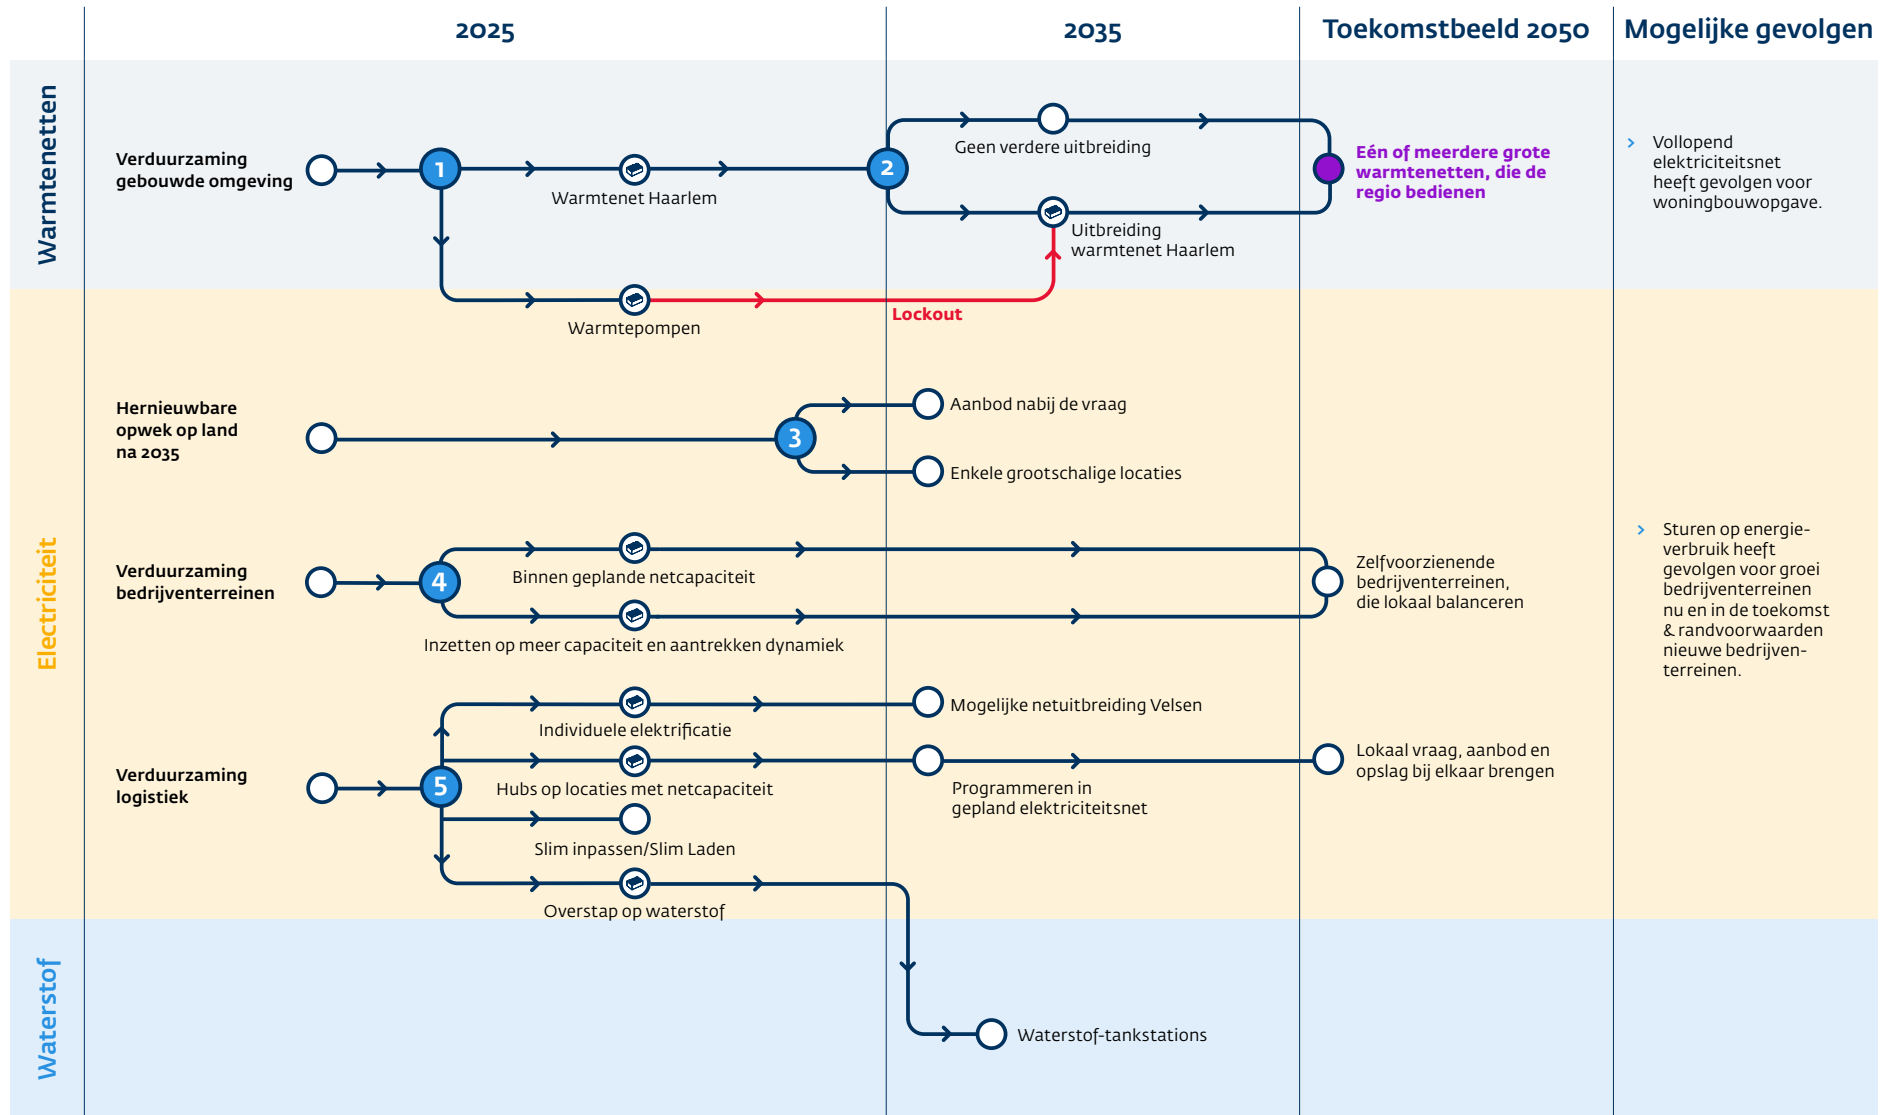 2025
2035
Toekomstbeeld 2050
Mogelijke gevolgen
Warmtenetten
Verduurzaming
gebouwde omgeving
1
Warmtenet Haarlem
2
Geen verdere uitbreiding
Uitbreiding
warmtenet Haarlem
Eén of meerdere grote
warmtenetten, die de
regio bedienen
› Vollopend
elektriciteitsnet
heeft gevolgen voor
woningbouwopgave.
Warmtepompen
Lockout
Electriciteit
Hernieuwbare
opwek op land
na 2035
3
Aanbod nabij de vraag
Enkele grootschalige locaties
Verduurzaming
bedrijventerreinen
4
Binnen geplande netcapaciteit
Inzetten op meer capaciteit en aantrekken dynamiek
Zelfvoorzienende
bedrijventerreinen,
die lokaal balanceren
› Sturen op energie-
verbruik heeft
gevolgen voor groei
bedrijventerreinen
nu en in de toekomst
& randvoorwaarden
nieuwe bedrijven-
terreinen.
Verduurzaming
logistiek
5
Individuele elektrificatie
Mogelijke netuitbreiding Velsen
Hubs op locaties met netcapaciteit
Programmeren in
gepland elektriciteitsnet
Lokaal vraag, aanbod en
opslag bij elkaar brengen
Slim inpassen/Slim Laden
Overstap op waterstof
Waterstof
Waterstof-tankstations